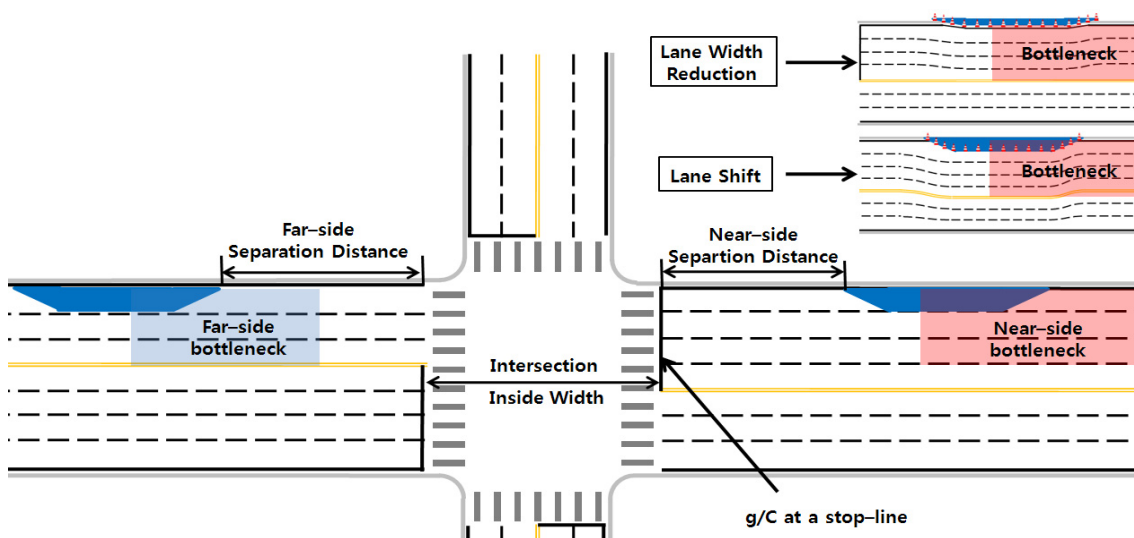 Lane Width
Reduction
Bottleneck
Lane Shift
Bottleneck
Far–side
Separation Distance
Near–side
Separtion Distance
Far–side
bottleneck
Near–side
bottleneck
Intersection
Inside Width
g/C at a stop–line